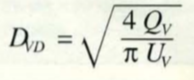 D_VD = √(4 Q_V / π U_V)